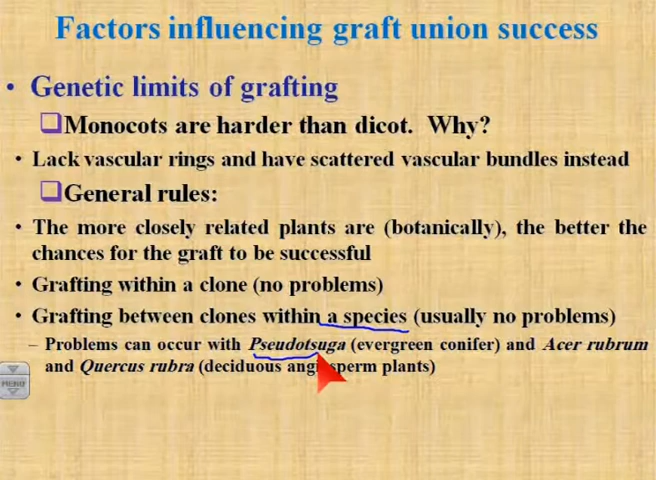 Factors influencing graft union success
• Genetic limits of grafting
❑Monocots are harder than dicot. Why?
• Lack vascular rings and have scattered vascular bundles instead
❑General rules:
• The more closely related plants are (botanically), the better the
chances for the graft to be successful
• Grafting within a clone (no problems)
• Grafting between clones within a species (usually no problems)
– Problems can occur with Pseudotsuga (evergreen conifer) and Acer rubrum
and Quercus rubra (deciduous angiosperm plants)
MENU